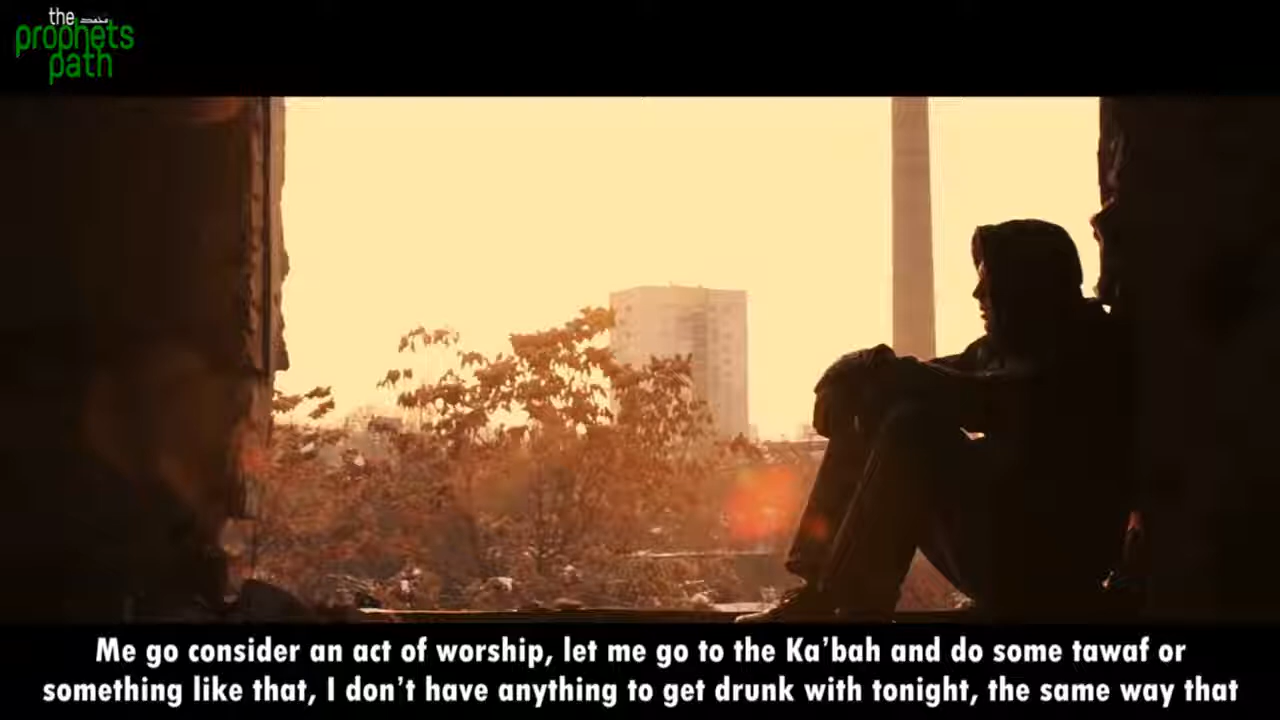 the محمد
prophets
path
Me go consider an act of worship, let me go to the Ka’bah and do some tawaf or
something like that, I don’t have anything to get drunk with tonight, the same way that